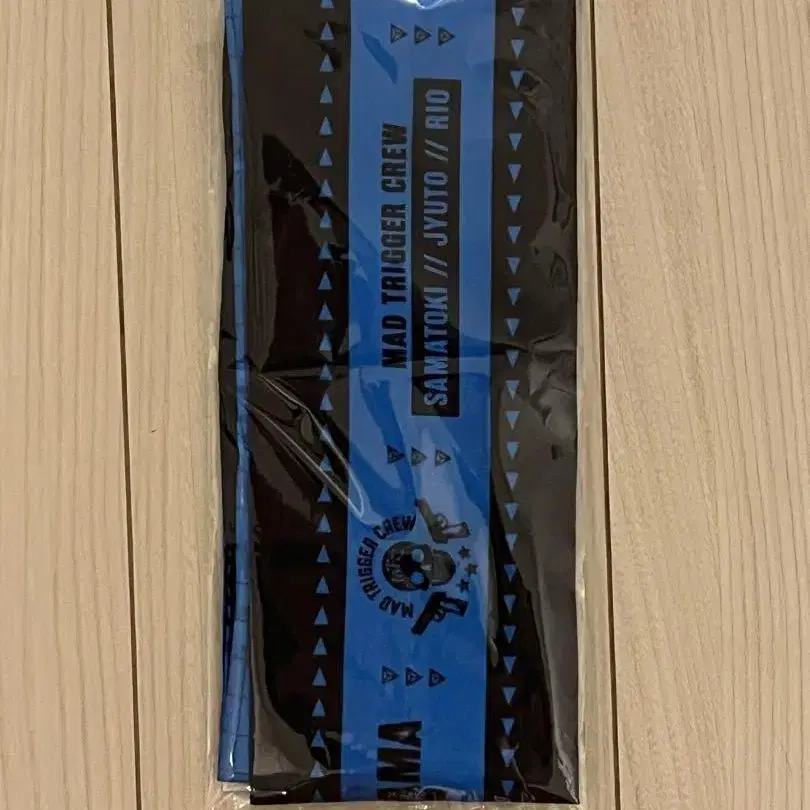 MAD TRIGGER CREW
SAMATOKI // JYUTO // RIO
MAD TRIGGER CREW
MA